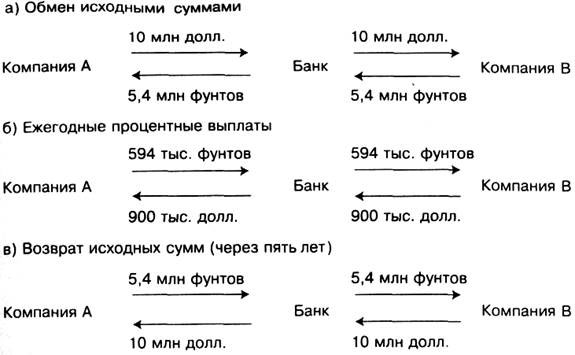 а) Обмен исходными суммами
10 млн долл. 10 млн долл.
Компания А Банк Компания В
5,4 млн фунтов 5,4 млн фунтов
б) Ежегодные процентные выплаты
594 тыс. фунтов 594 тыс. фунтов
Компания А Банк Компания В
900 тыс. долл. 900 тыс. долл.
в) Возврат исходных сумм (через пять лет)
5,4 млн фунтов 5,4 млн фунтов
Компания А Банк Компания В
10 млн долл. 10 млн долл.